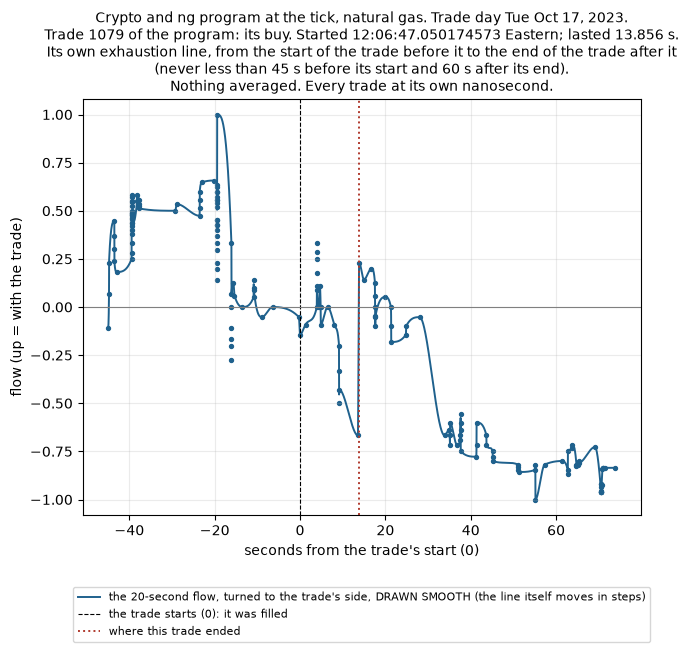 Crypto and ng program at the tick, natural gas. Trade day Tue Oct 17, 2023.
Trade 1079 of the program: its buy. Started 12:06:47.050174573 Eastern; lasted 13.856 s.
Its own exhaustion line, from the start of the trade before it to the end of the trade after it
(never less than 45 s before its start and 60 s after its end).
Nothing averaged. Every trade at its own nanosecond.
flow (up = with the trade)
1.00
0.75
0.50
0.25
0.00
−0.25
−0.50
−0.75
−1.00
−40
−20
0
20
40
60
seconds from the trade's start (0)
the 20-second flow, turned to the trade's side, DRAWN SMOOTH (the line itself moves in steps)
the trade starts (0): it was filled
where this trade ended